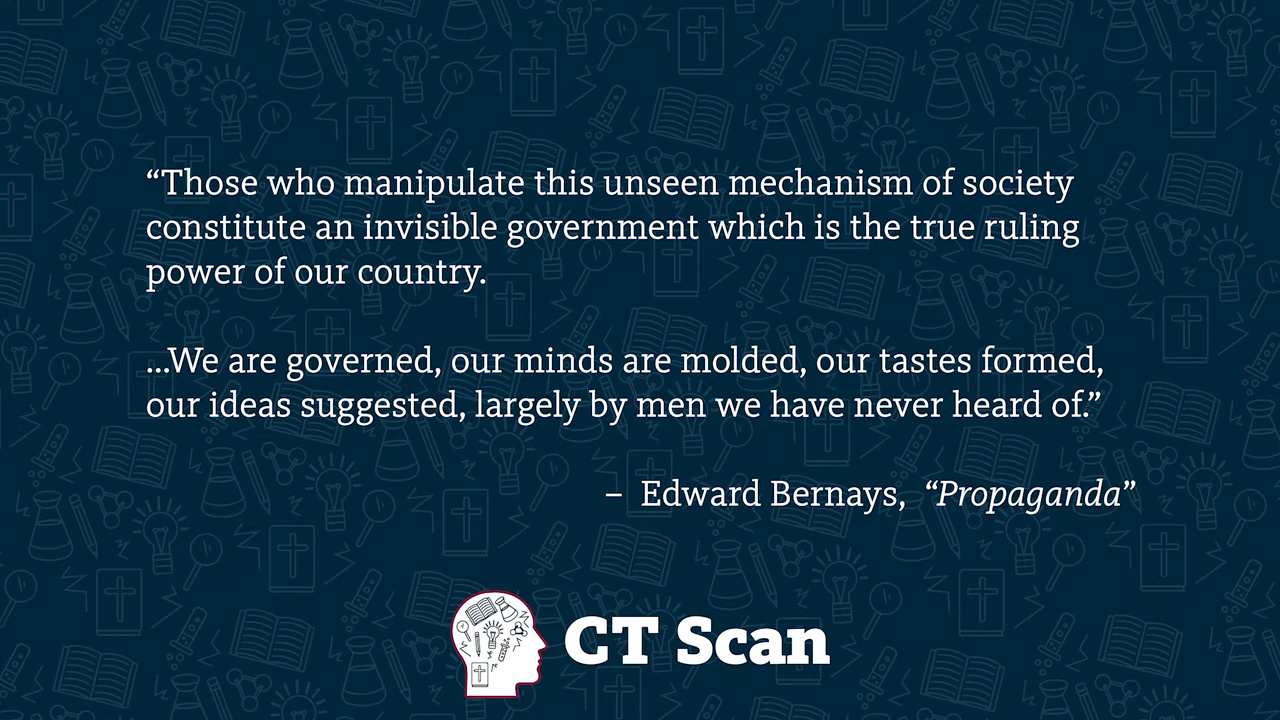 “Those who manipulate this unseen mechanism of society
constitute an invisible government which is the true ruling
power of our country.
...We are governed, our minds are molded, our tastes formed,
our ideas suggested, largely by men we have never heard of.”
– Edward Bernays, “Propaganda”
CT Scan